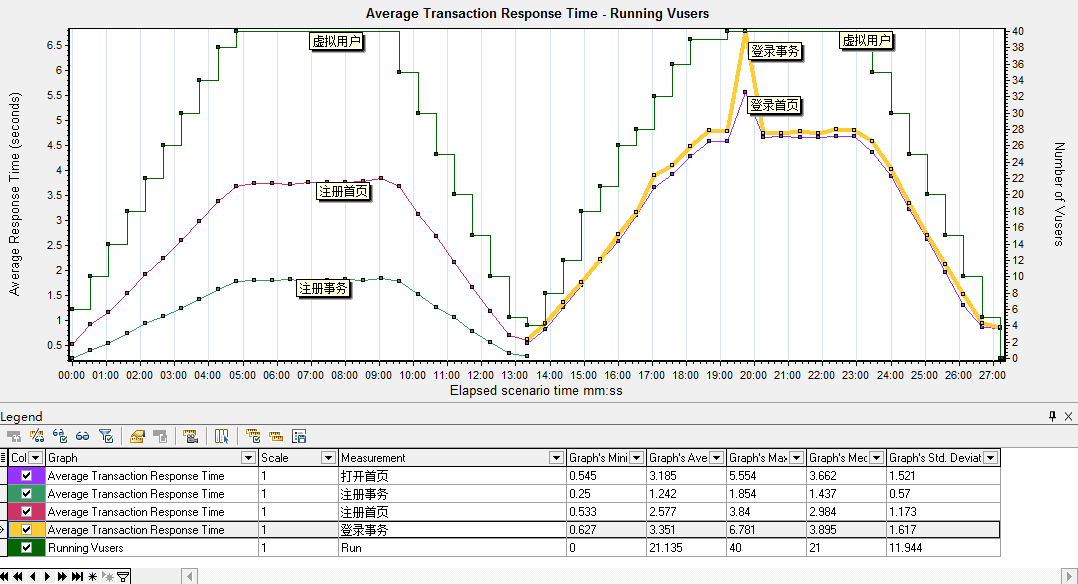 Average Transaction Response Time - Running Vusers
Average Response Time (seconds)
6.5
6
5.5
5
4.5
4
3.5
3
2.5
2
1.5
1
0.5
虚拟用户
注册首页
注册事务
登录事务
登录首页
虚拟用户
40
38
36
34
32
30
28
26
24
22
20
18
16
14
12
10
8
6
4
2
0
Number of Vusers
00:00 01:00 02:00 03:00 04:00 05:00 06:00 07:00 08:00 09:00 10:00 11:00 12:00 13:00 14:00 15:00 16:00 17:00 18:00 19:00 20:00 21:00 22:00 23:00 24:00 25:00 26:00 27:00
Elapsed scenario time mm:ss
Legend
Col Graph Scale Measurement Graph's Mini Graph's Ave Graph's Max Graph's Med Graph's Std. Deviat
Average Transaction Response Time 1 打开首页 0.545 3.185 5.554 3.662 1.521
Average Transaction Response Time 1 注册事务 0.25 1.242 1.854 1.437 0.57
Average Transaction Response Time 1 注册首页 0.533 2.577 3.84 2.984 1.173
Average Transaction Response Time 1 登录事务 0.627 3.351 6.781 3.895 1.617
Running Vusers 1 Run 0 21.135 40 21 11.944